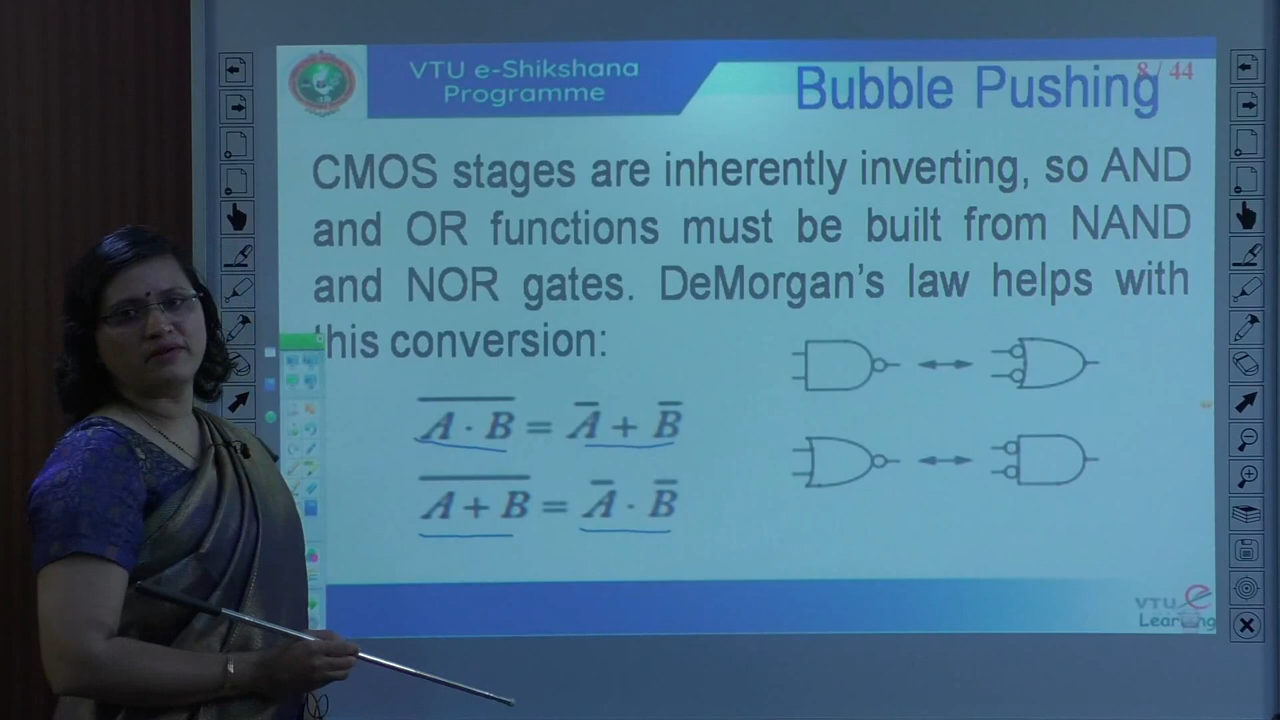 VTU e-Shikshana
Programme
Bubble Pushing
8 / 44
CMOS stages are inherently inverting, so AND
and OR functions must be built from NAND
and NOR gates. DeMorgan's law helps with
this conversion:
A̅ ̅·̅ ̅B̅ = A̅ + B̅
A̅ ̅+̅ ̅B̅ = A̅ · B̅
VTU e
Learning